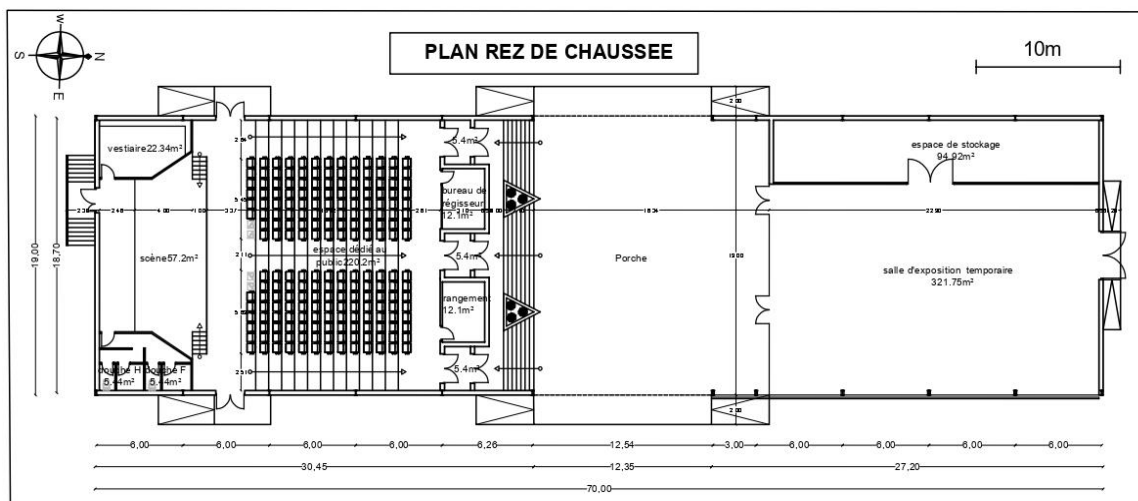 W
S
N
E
PLAN REZ DE CHAUSSEE
10m
vestiaire22.34m²
5.4m²
espace de stockage
94.92m²
bureau de
régisseur
12.1m²
scène57.2m²
espace dédié au
public220.2m²
5.4m²
Porche
salle d'exposition temporaire
321.75m²
rangement
12.1m²
douche H
5.44m²
douche F
5.44m²
5.4m²
19,00
18,70
200
1900
200
6,00
6,00
6,00
6,00
6,26
12,54
3,00
6,00
6,00
6,00
6,00
30,45
12,35
27,20
70,00